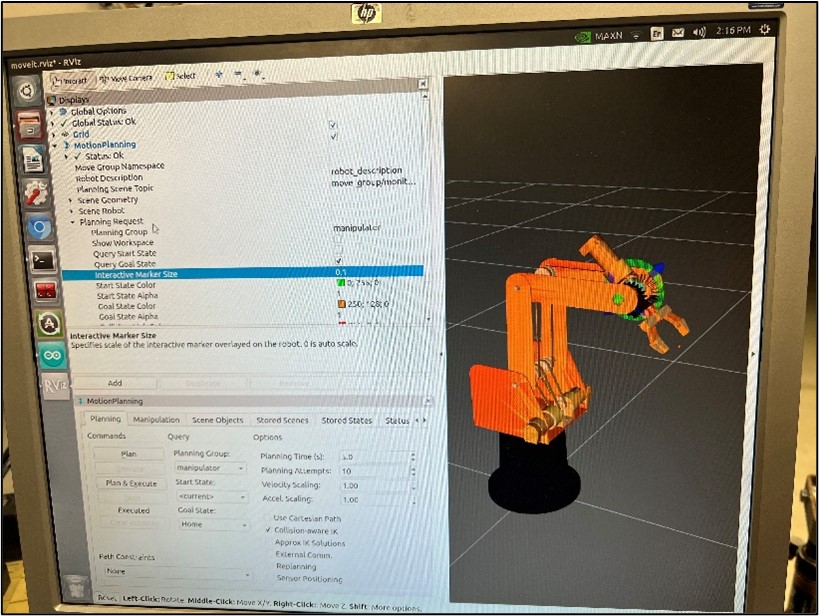 hp
MAXN En 2:16 PM
moveit.rviz* - RViz
Interact Move Camera Select
Displays
Global Options
Global Status: Ok
Grid
MotionPlanning
Status: Ok
Move Group Namespace
Robot Description robot_description
Planning Scene Topic move_group/monit...
Scene Geometry
Scene Robot
Planning Request
Planning Group manipulator
Show Workspace
Query Start State
Query Goal State
Interactive Marker Size 0.1
Start State Color 0; 255; 0
Start State Alpha 1
Goal State Color 250; 128; 0
Goal State Alpha 1
Interactive Marker Size
Specifies scale of the interactive marker overlayed on the robot. 0 is auto scale.
Add Duplicate Remove
MotionPlanning
Planning Manipulation Scene Objects Stored Scenes Stored States Status
Commands Query Options
Plan Planning Group: Planning Time (s): 5.0
manipulator Planning Attempts: 10
Plan & Execute Start State: Velocity Scaling: 1.00
<current> Accel. Scaling: 1.00
Executed Goal State:
Home
Use Cartesian Path
Collision-aware IK
Approx IK Solutions
External Comm.
Replanning
Sensor Positioning
Path Constraints
None
Reset Left-Click: Rotate. Middle-Click: Move X/Y. Right-Click: Move Z. Shift: More options.
RViz